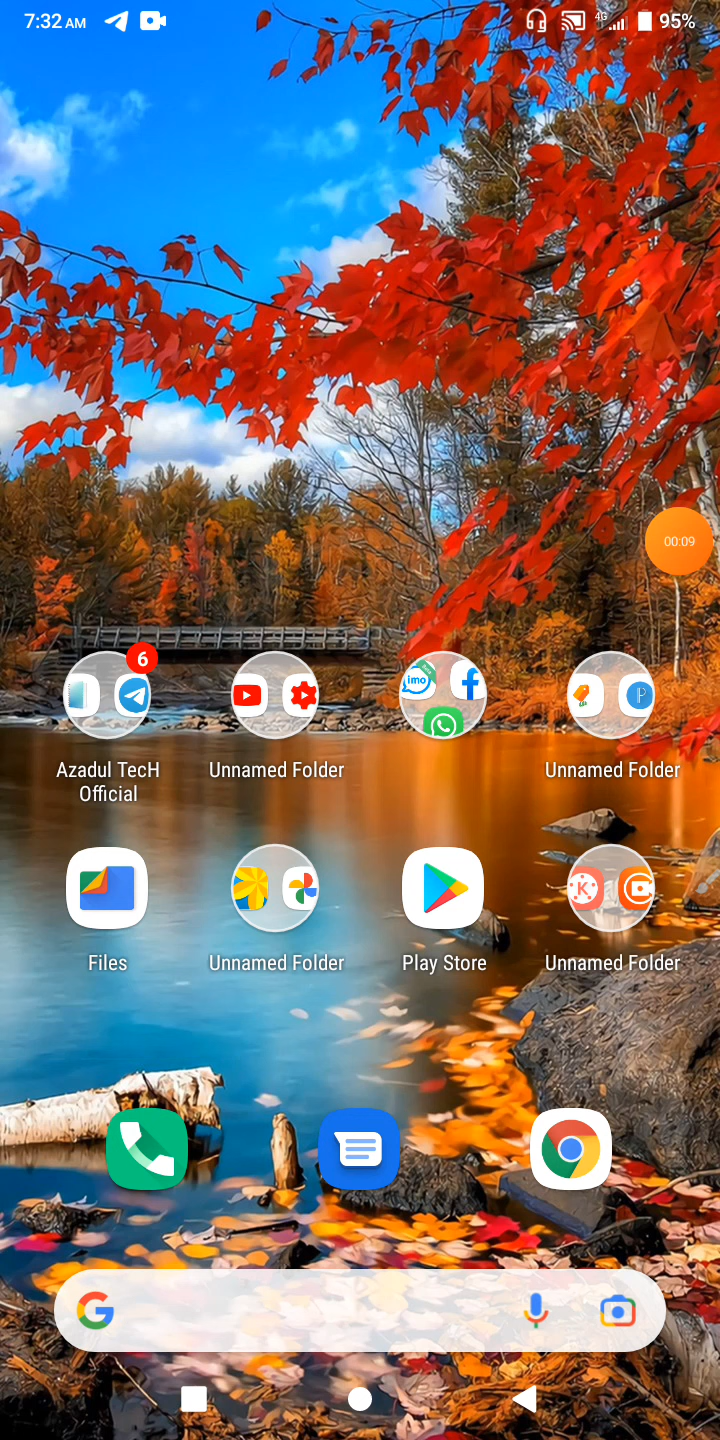 7:32 AM
4G
95%
00:09
6
imo
Azadul TecH
Official
Unnamed Folder
Unnamed Folder
Files
Unnamed Folder
Play Store
Unnamed Folder